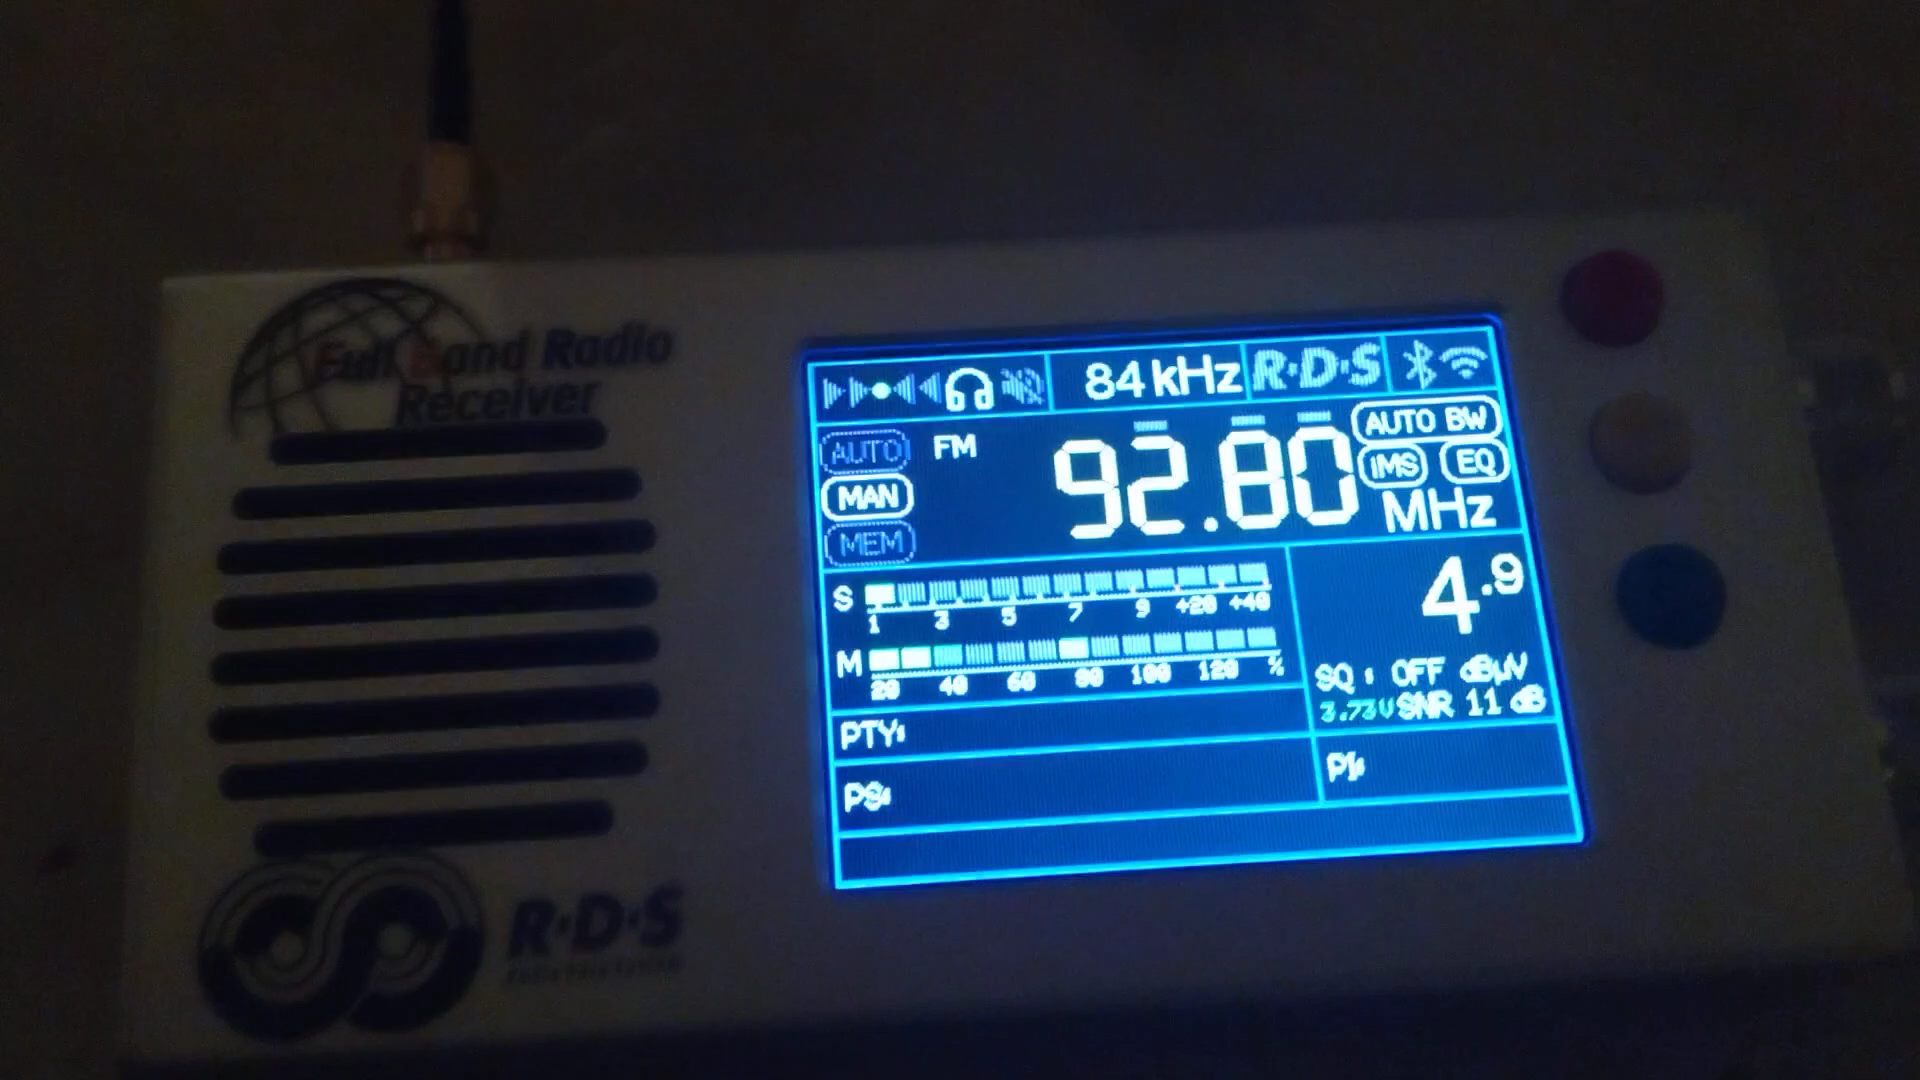 Full Band Radio
Receiver
R·D·S
84 kHz
R·D·S
AUTO
FM
92.80
AUTO BW
iMS
EQ
MAN
MHz
MEM
S
1 3 5 7 9 +20 +40
4.9
M
20 40 60 80 100 120 %
SQ : OFF dBµV
3.73V SNR 11 dB
PTY:
PI:
PS: